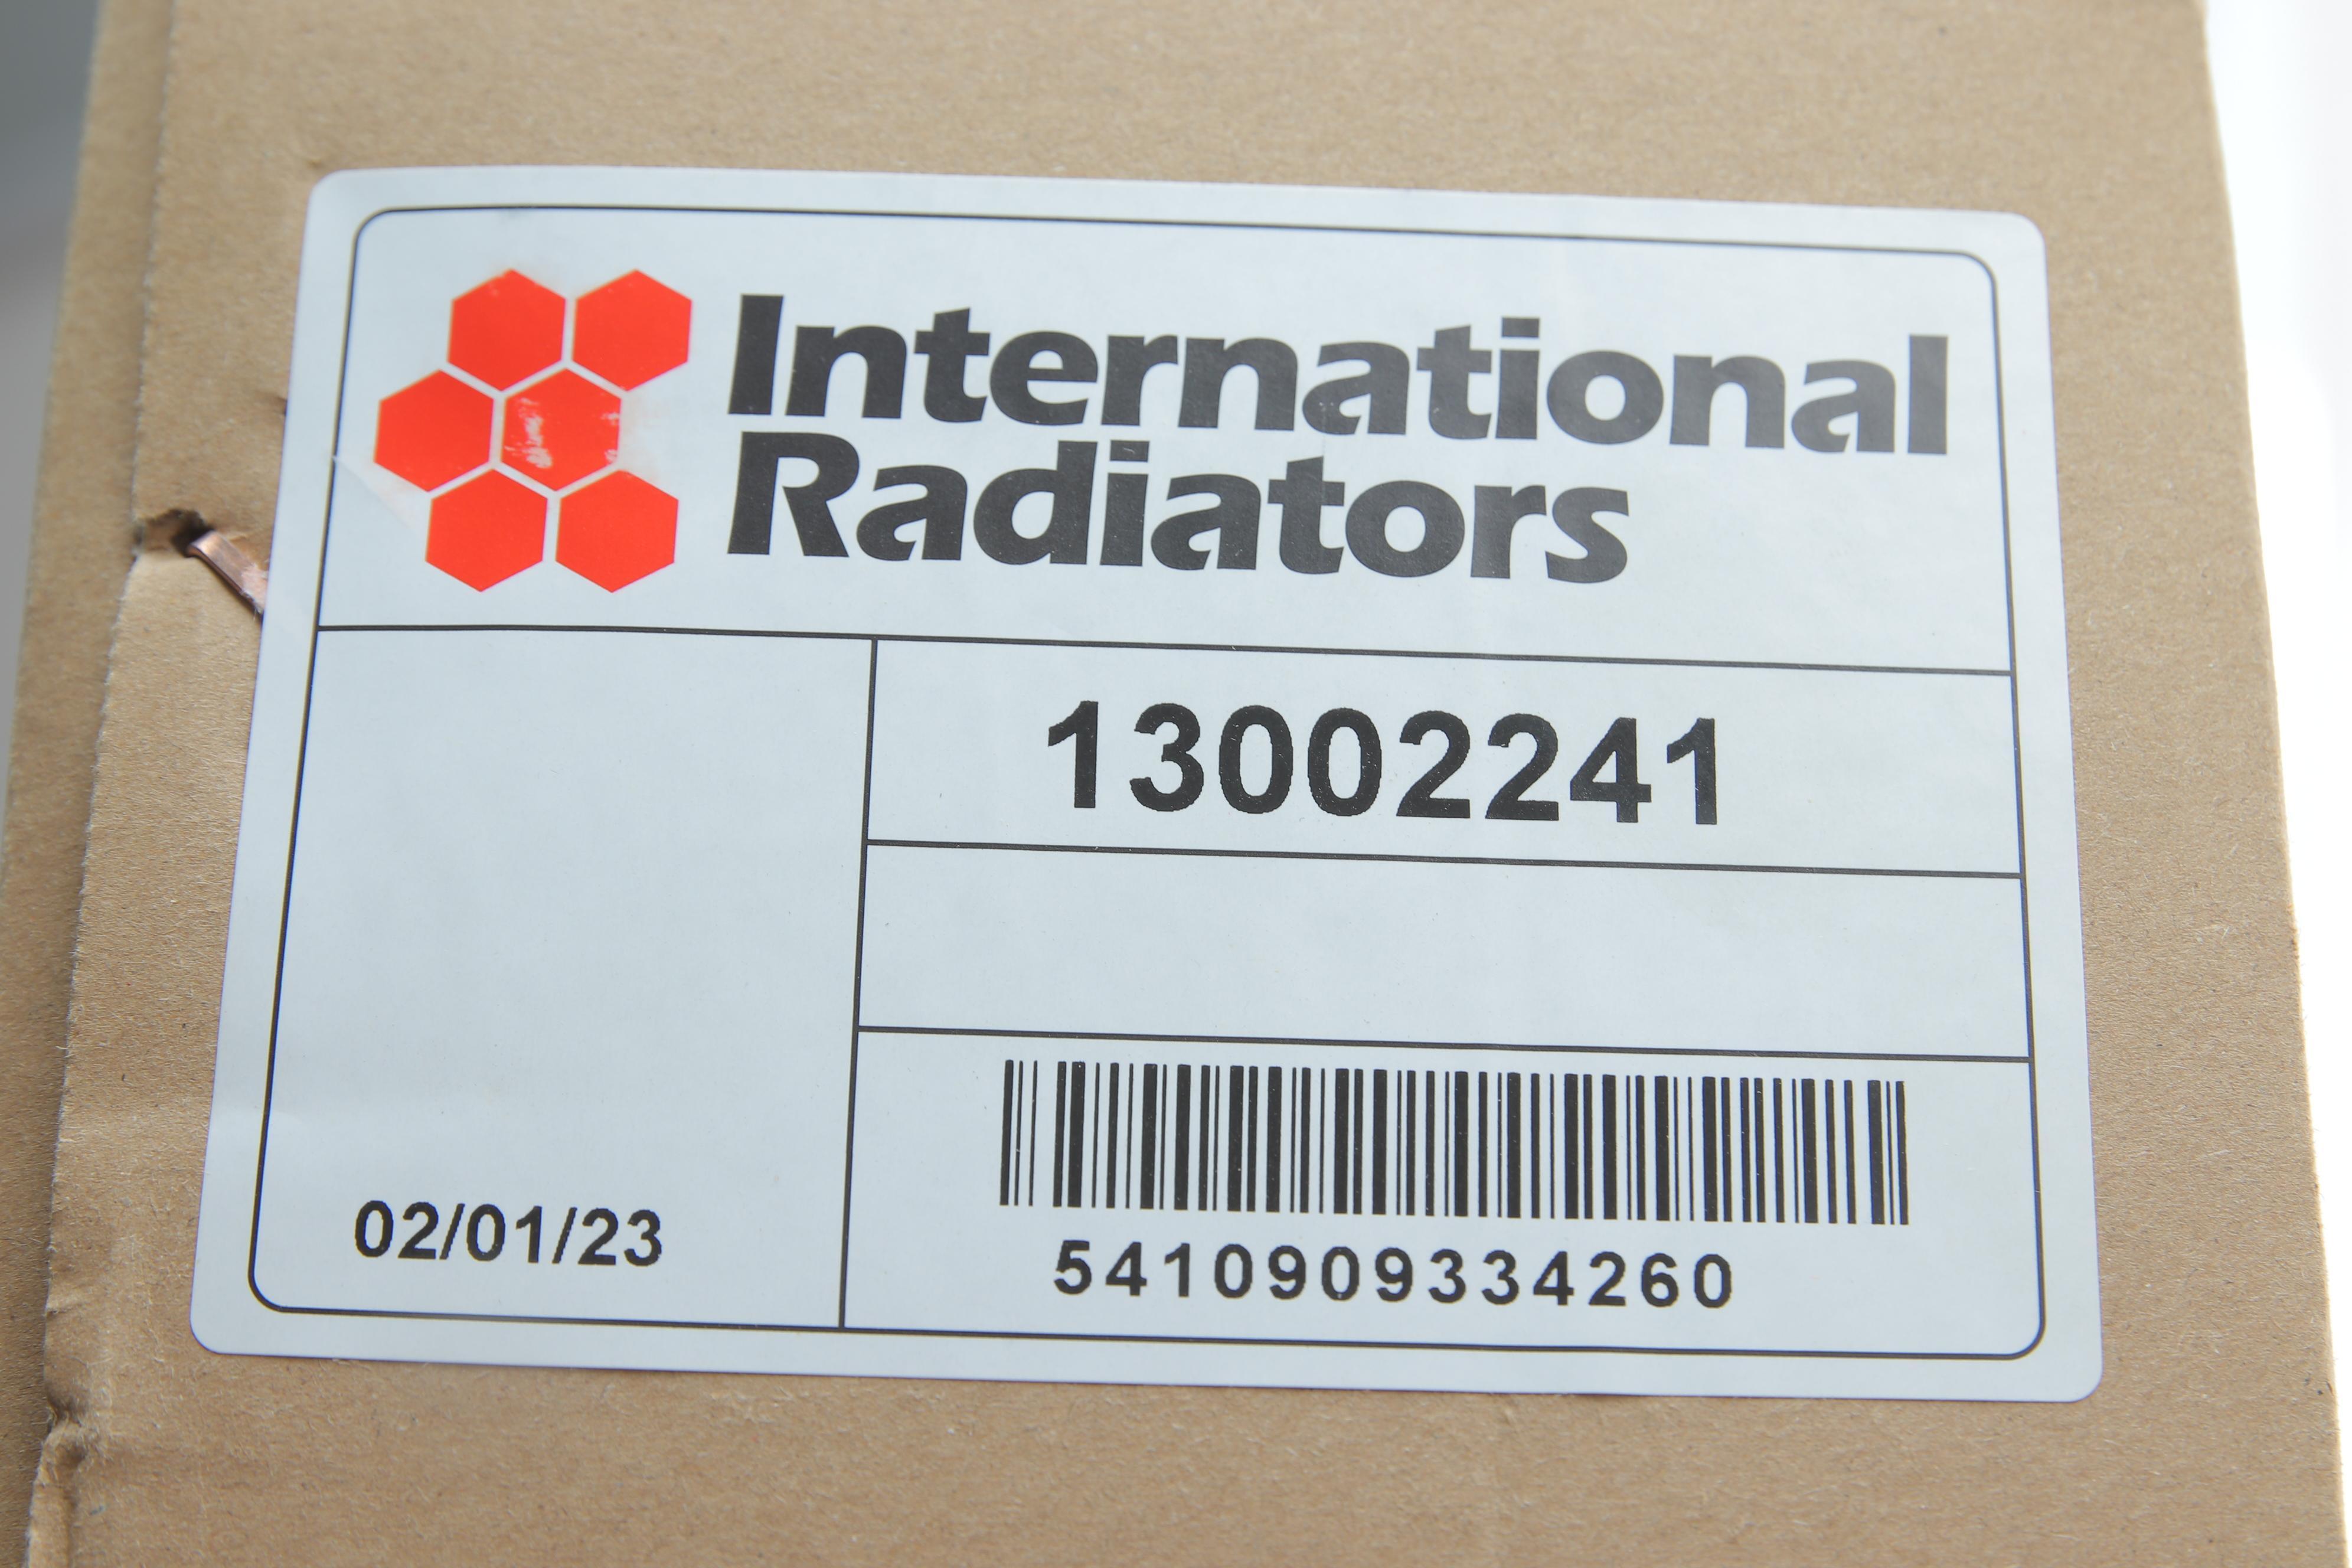 International
Radiators
13002241
02/01/23
5410909334260